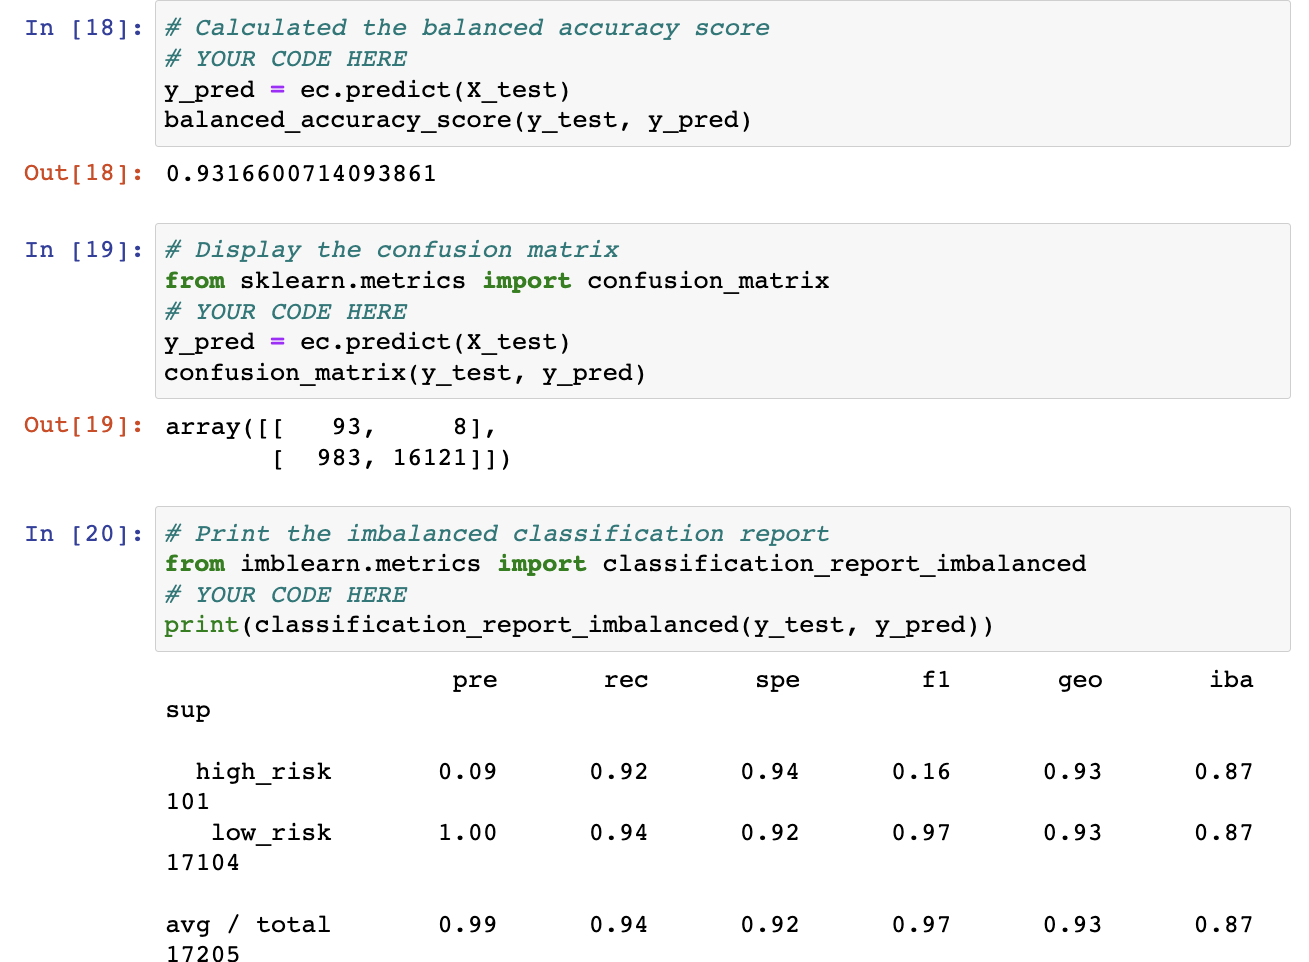 In [18]: # Calculated the balanced accuracy score
# YOUR CODE HERE
y_pred = ec.predict(X_test)
balanced_accuracy_score(y_test, y_pred)
Out[18]: 0.9316600714093861
In [19]: # Display the confusion matrix
from sklearn.metrics import confusion_matrix
# YOUR CODE HERE
y_pred = ec.predict(X_test)
confusion_matrix(y_test, y_pred)
Out[19]: array([[   93,     8],
       [  983, 16121]])
In [20]: # Print the imbalanced classification report
from imblearn.metrics import classification_report_imbalanced
# YOUR CODE HERE
print(classification_report_imbalanced(y_test, y_pred))
                   pre       rec       spe        f1       geo       iba
sup
  high_risk       0.09      0.92      0.94      0.16      0.93      0.87
101
   low_risk       1.00      0.94      0.92      0.97      0.93      0.87
17104
avg / total       0.99      0.94      0.92      0.97      0.93      0.87
17205